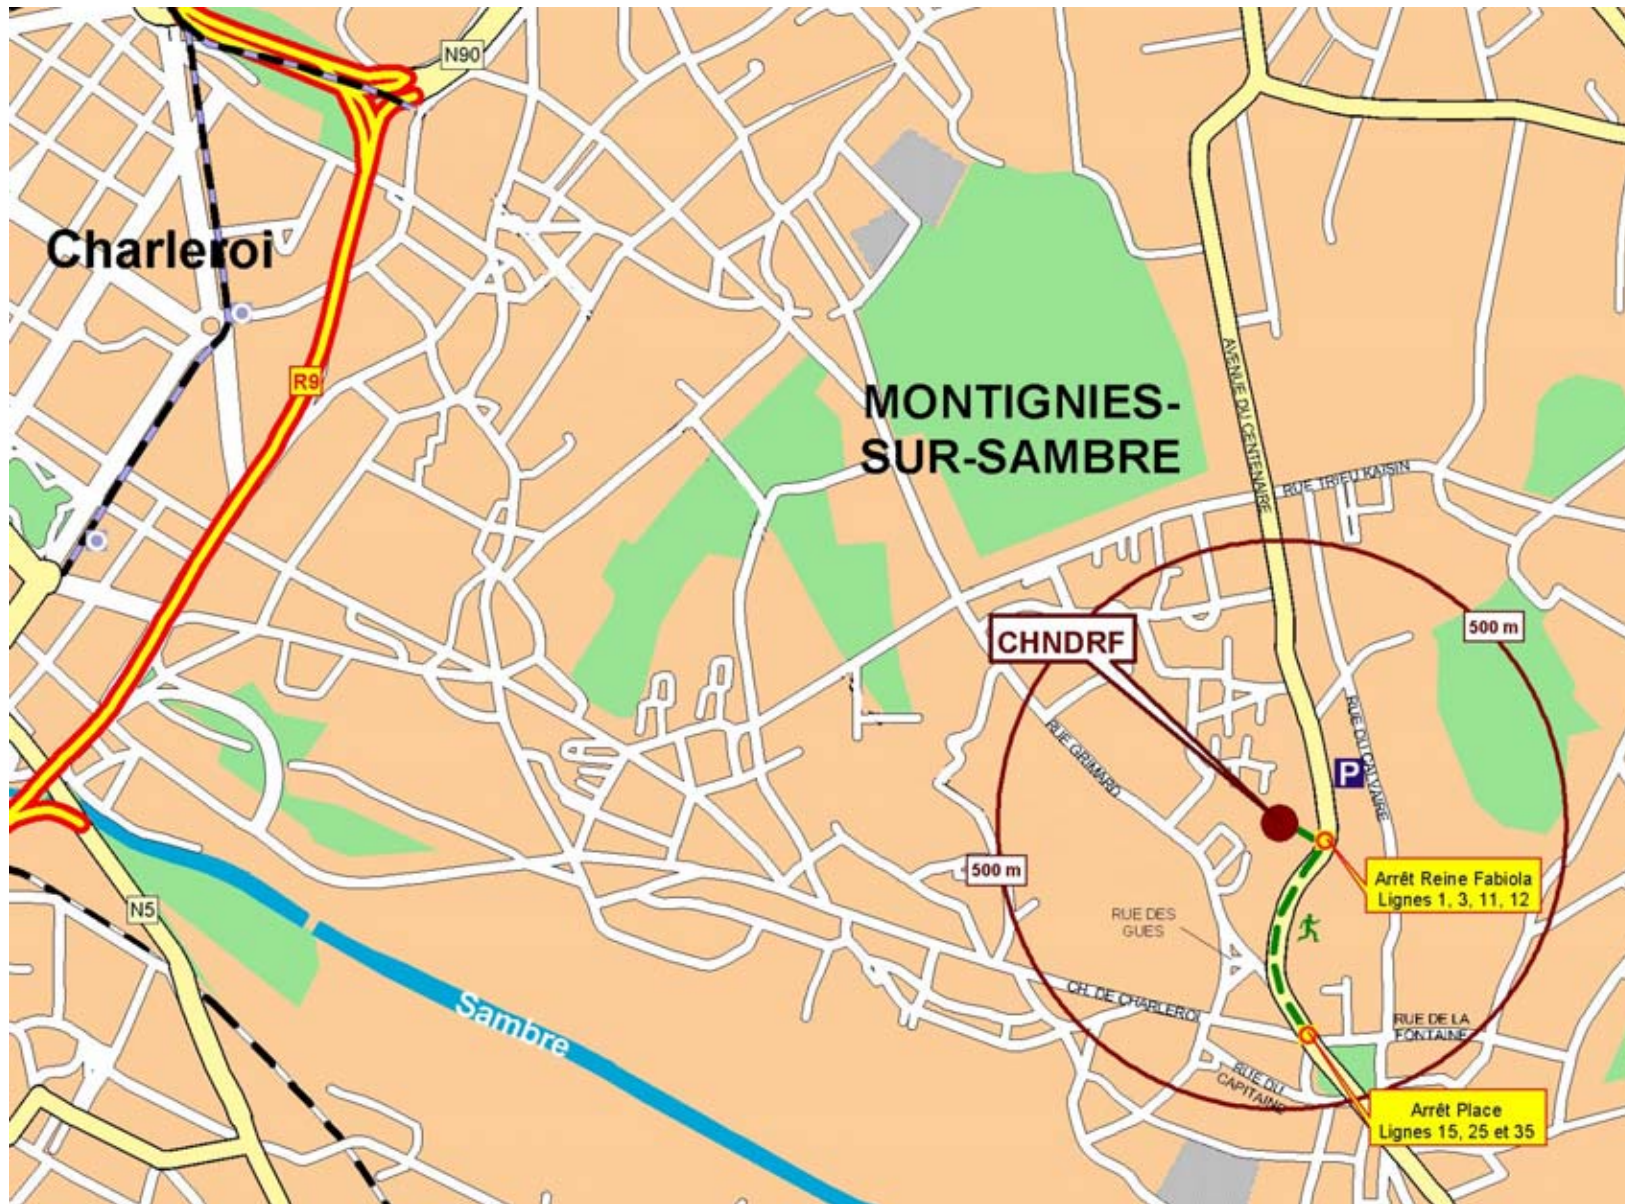 N90
Charleroi
R9
MONTIGNIES-
SUR-SAMBRE
AVENUE DU CENTENAIRE
RUE TRIEU KAISIN
500 m
CHNDRF
RUE GRIMARD
RUE DU CALVAIRE
P
500 m
Arrêt Reine Fabiola
Lignes 1, 3, 11, 12
N5
RUE DES
GUES
Sambre
CH. DE CHARLEROI
RUE DE LA
FONTAINE
RUE DU
CAPITAINE
Arrêt Place
Lignes 15, 25 et 35